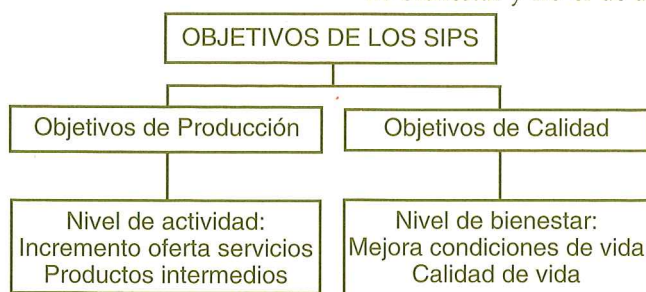 OBJETIVOS DE LOS SIPS
Objetivos de Producción
Objetivos de Calidad
Nivel de actividad:
Incremento oferta servicios
Productos intermedios
Nivel de bienestar:
Mejora condiciones de vida
Calidad de vida